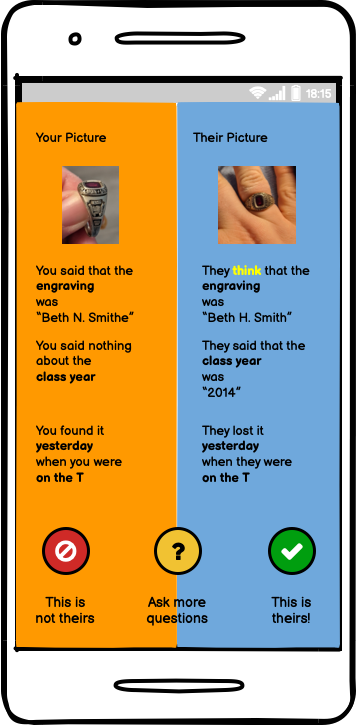 18:15
Your Picture
You said that the
engraving
was
“Beth N. Smithe”
You said nothing
about the
class year
You found it
yesterday
when you were
on the T
Their Picture
They think that the
engraving
was
“Beth H. Smith”
They said that the
class year
was
“2014”
They lost it
yesterday
when they were
on the T
?
This is
not theirs
Ask more
questions
This is
theirs!